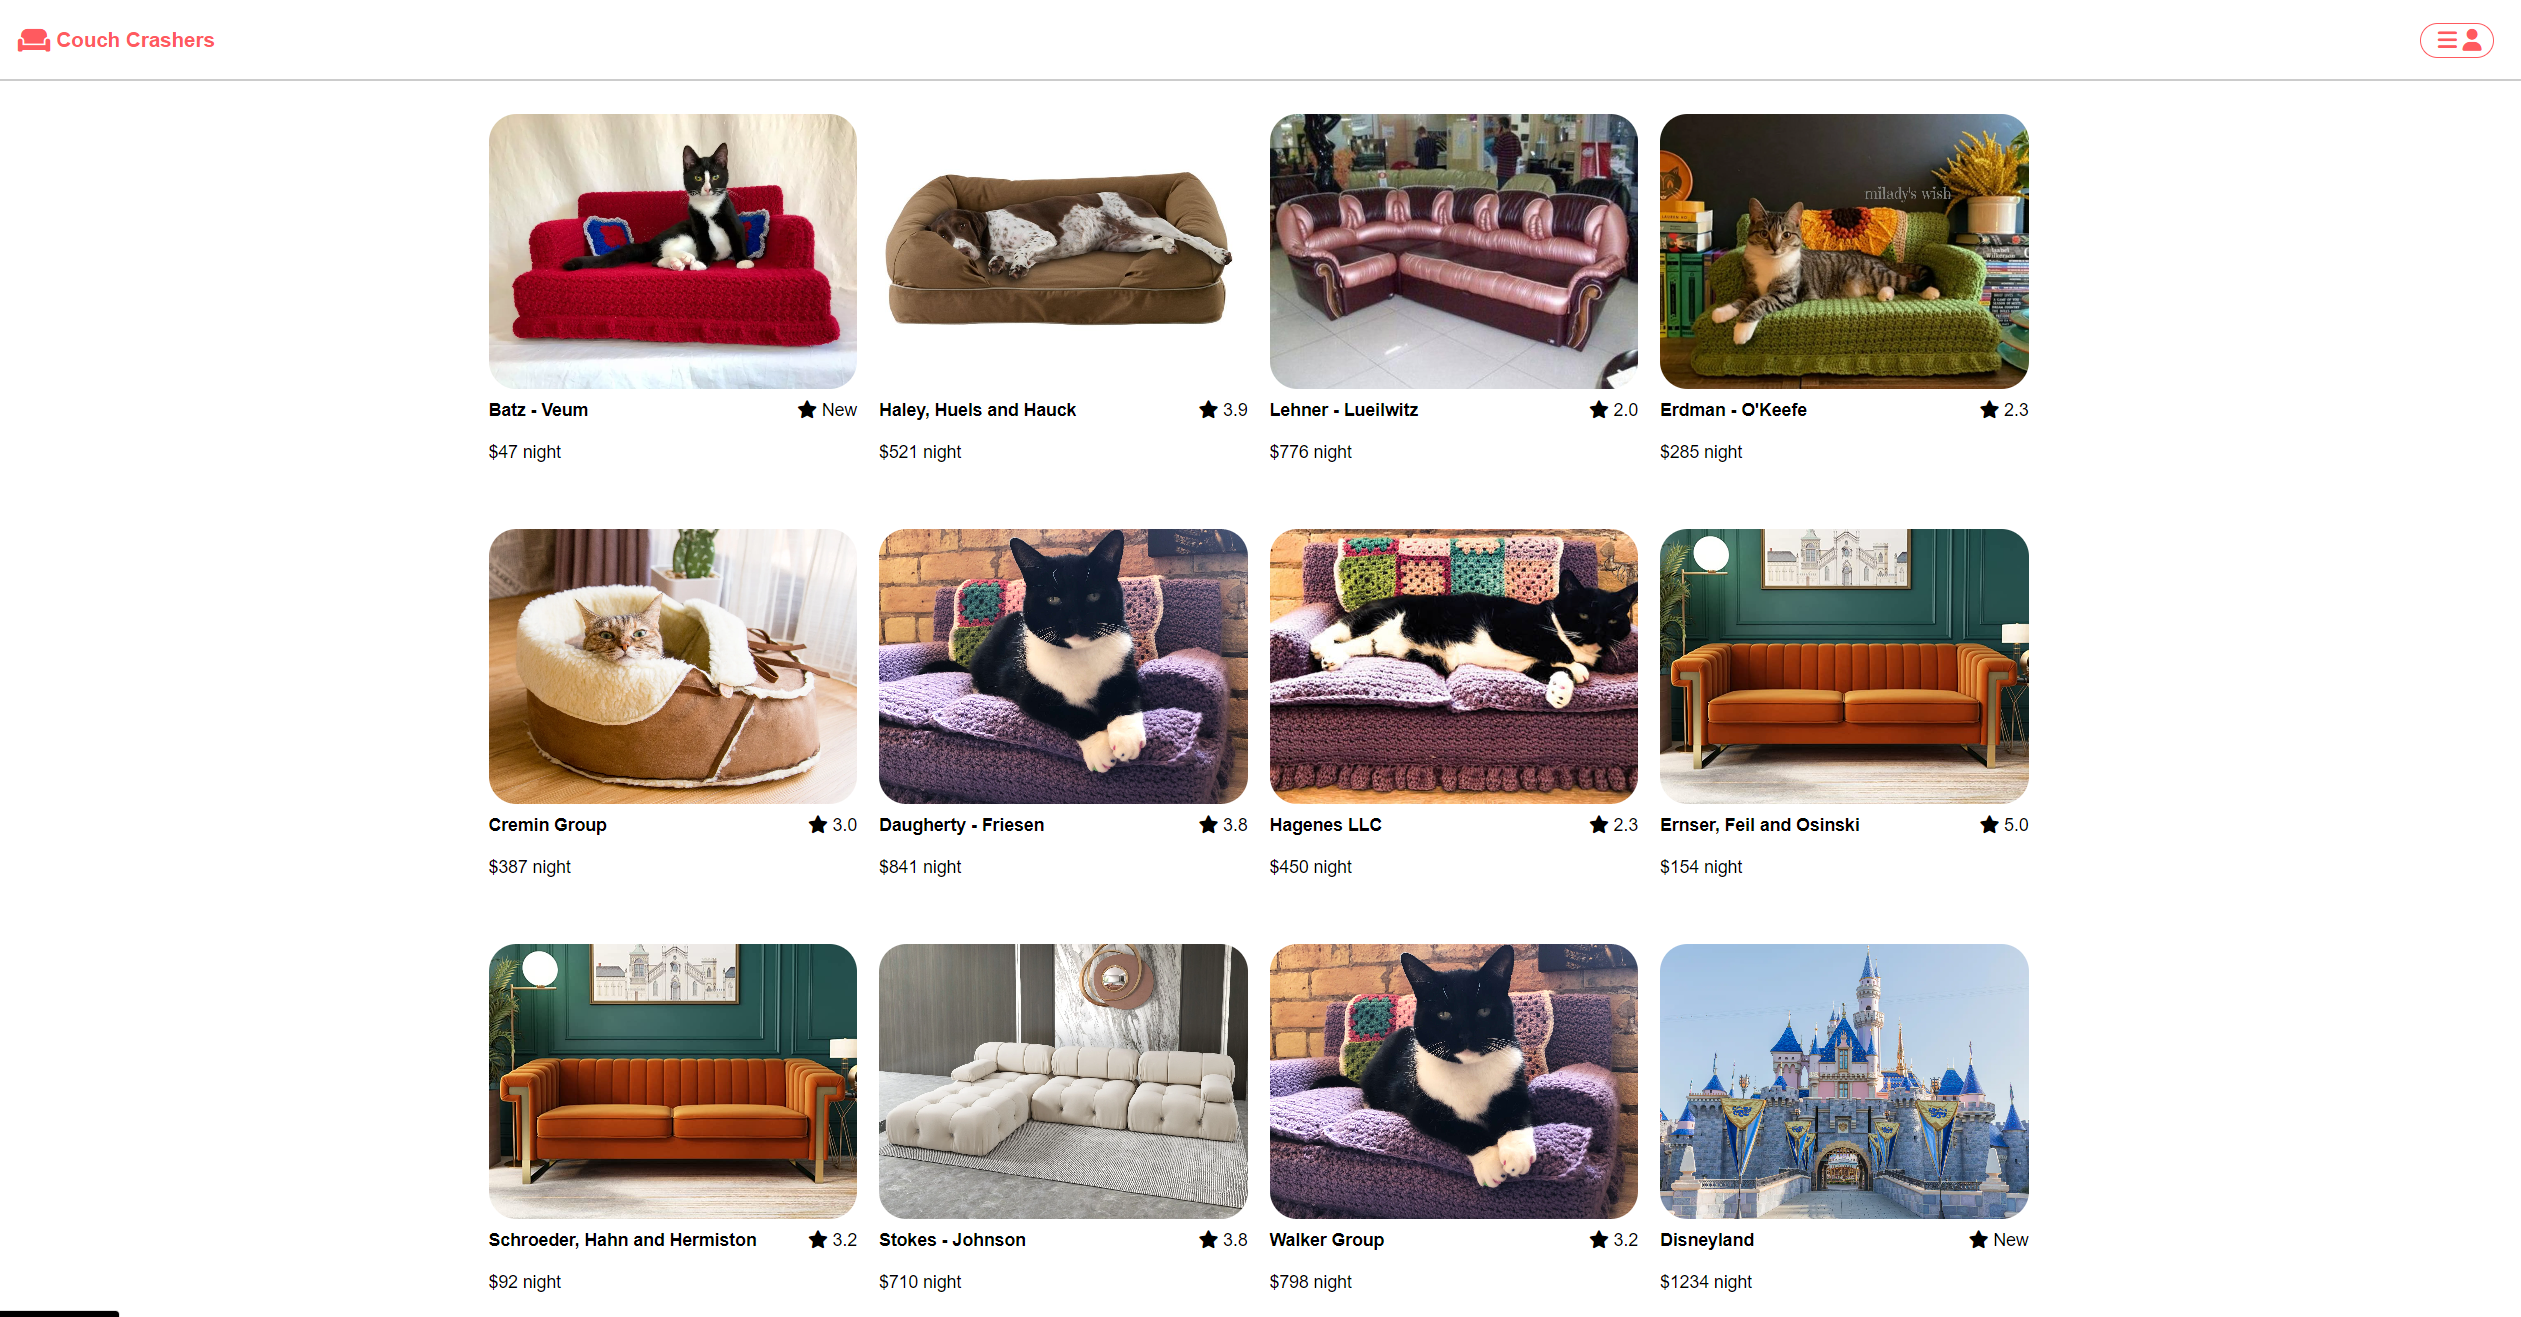 Couch Crashers
milady's wish
Batz - Veum
New
$47 night
Haley, Huels and Hauck
3.9
$521 night
Lehner - Lueilwitz
2.0
$776 night
Erdman - O'Keefe
2.3
$285 night
Cremin Group
3.0
$387 night
Daugherty - Friesen
3.8
$841 night
Hagenes LLC
2.3
$450 night
Ernser, Feil and Osinski
5.0
$154 night
Schroeder, Hahn and Hermiston
3.2
$92 night
Stokes - Johnson
3.8
$710 night
Walker Group
3.2
$798 night
Disneyland
New
$1234 night